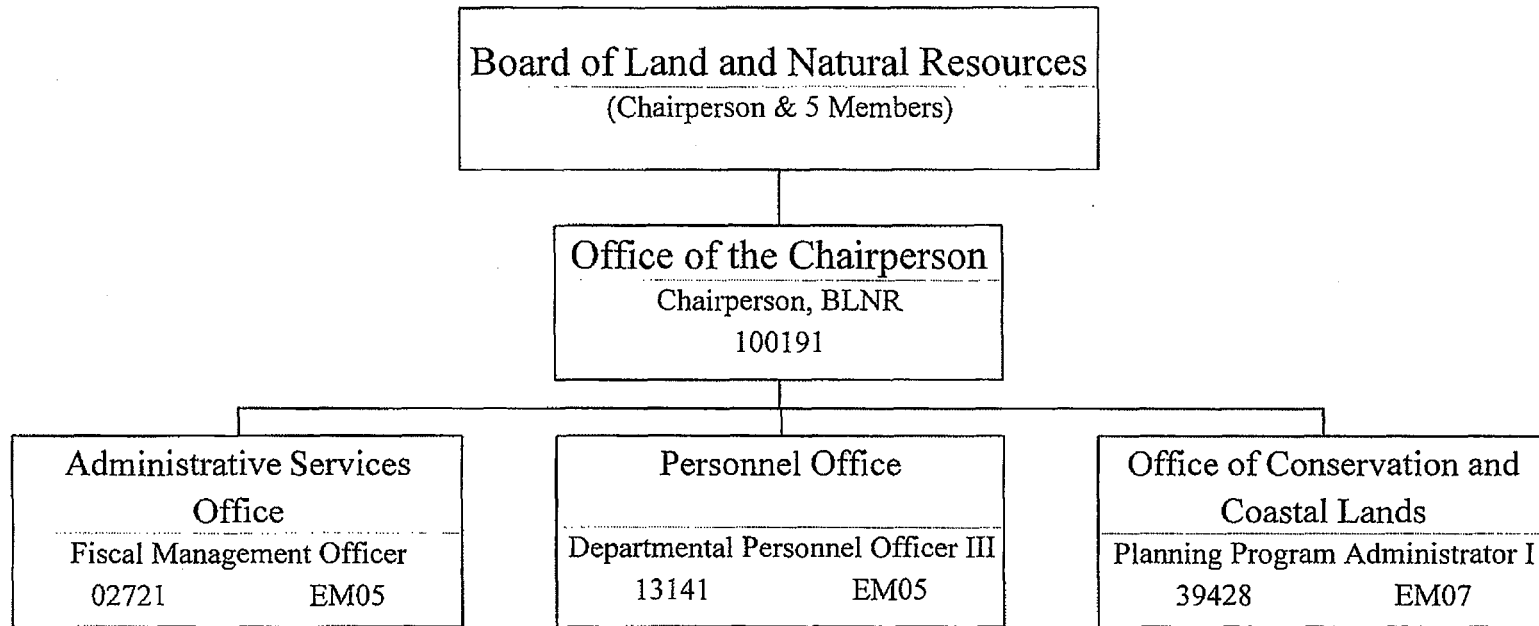 Board of Land and Natural Resources
(Chairperson & 5 Members)
Office of the Chairperson
Chairperson, BLNR
100191
Administrative Services
Office
Fiscal Management Officer
02721 EM05
Personnel Office
Departmental Personnel Officer III
13141 EM05
Office of Conservation and
Coastal Lands
Planning Program Administrator I
39428 EM07